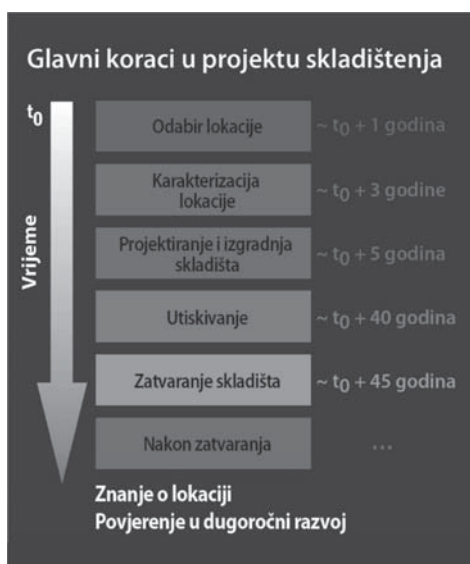 Glavni koraci u projektu skladištenja
t0
Vrijeme
Odabir lokacije
~ t0 + 1 godina
Karakterizacija
lokacije
~ t0 + 3 godine
Projektiranje i izgradnja
skladišta
~ t0 + 5 godina
Utiskivanje
~ t0 + 40 godina
Zatvaranje skladišta
~ t0 + 45 godina
Nakon zatvaranja
...
Znanje o lokaciji
Povjerenje u dugoročni razvoj